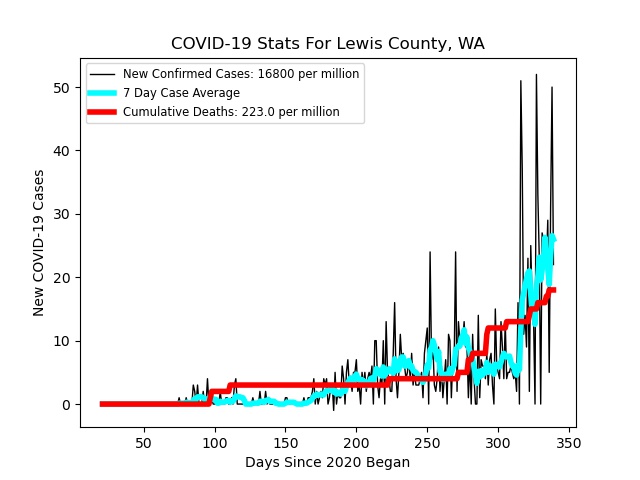 COVID-19 Stats For Lewis County, WA
New Confirmed Cases: 16800 per million
7 Day Case Average
Cumulative Deaths: 223.0 per million
New COVID-19 Cases
50
40
30
20
10
0
50 100 150 200 250 300 350
Days Since 2020 Began